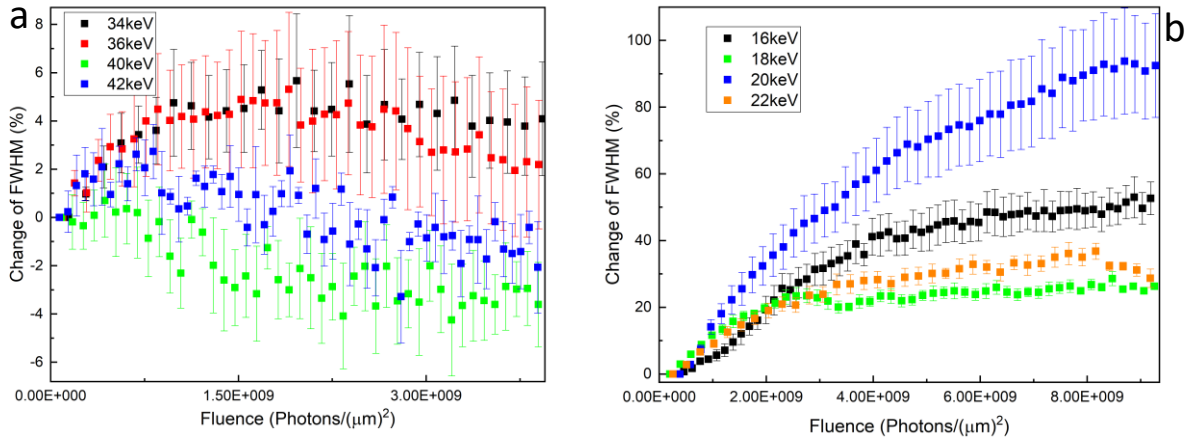 a
34keV
36keV
40keV
42keV
Change of FWHM (%)
8
6
4
2
0
-2
-4
-6
0.00E+000
1.50E+009
3.00E+009
Fluence (Photons/(μm)²
b
16keV
18keV
20keV
22keV
Change of FWHM (%)
100
80
60
40
20
0
0.00E+000
2.00E+009
4.00E+009
6.00E+009
8.00E+009
Fluence (Photons/(μm)²